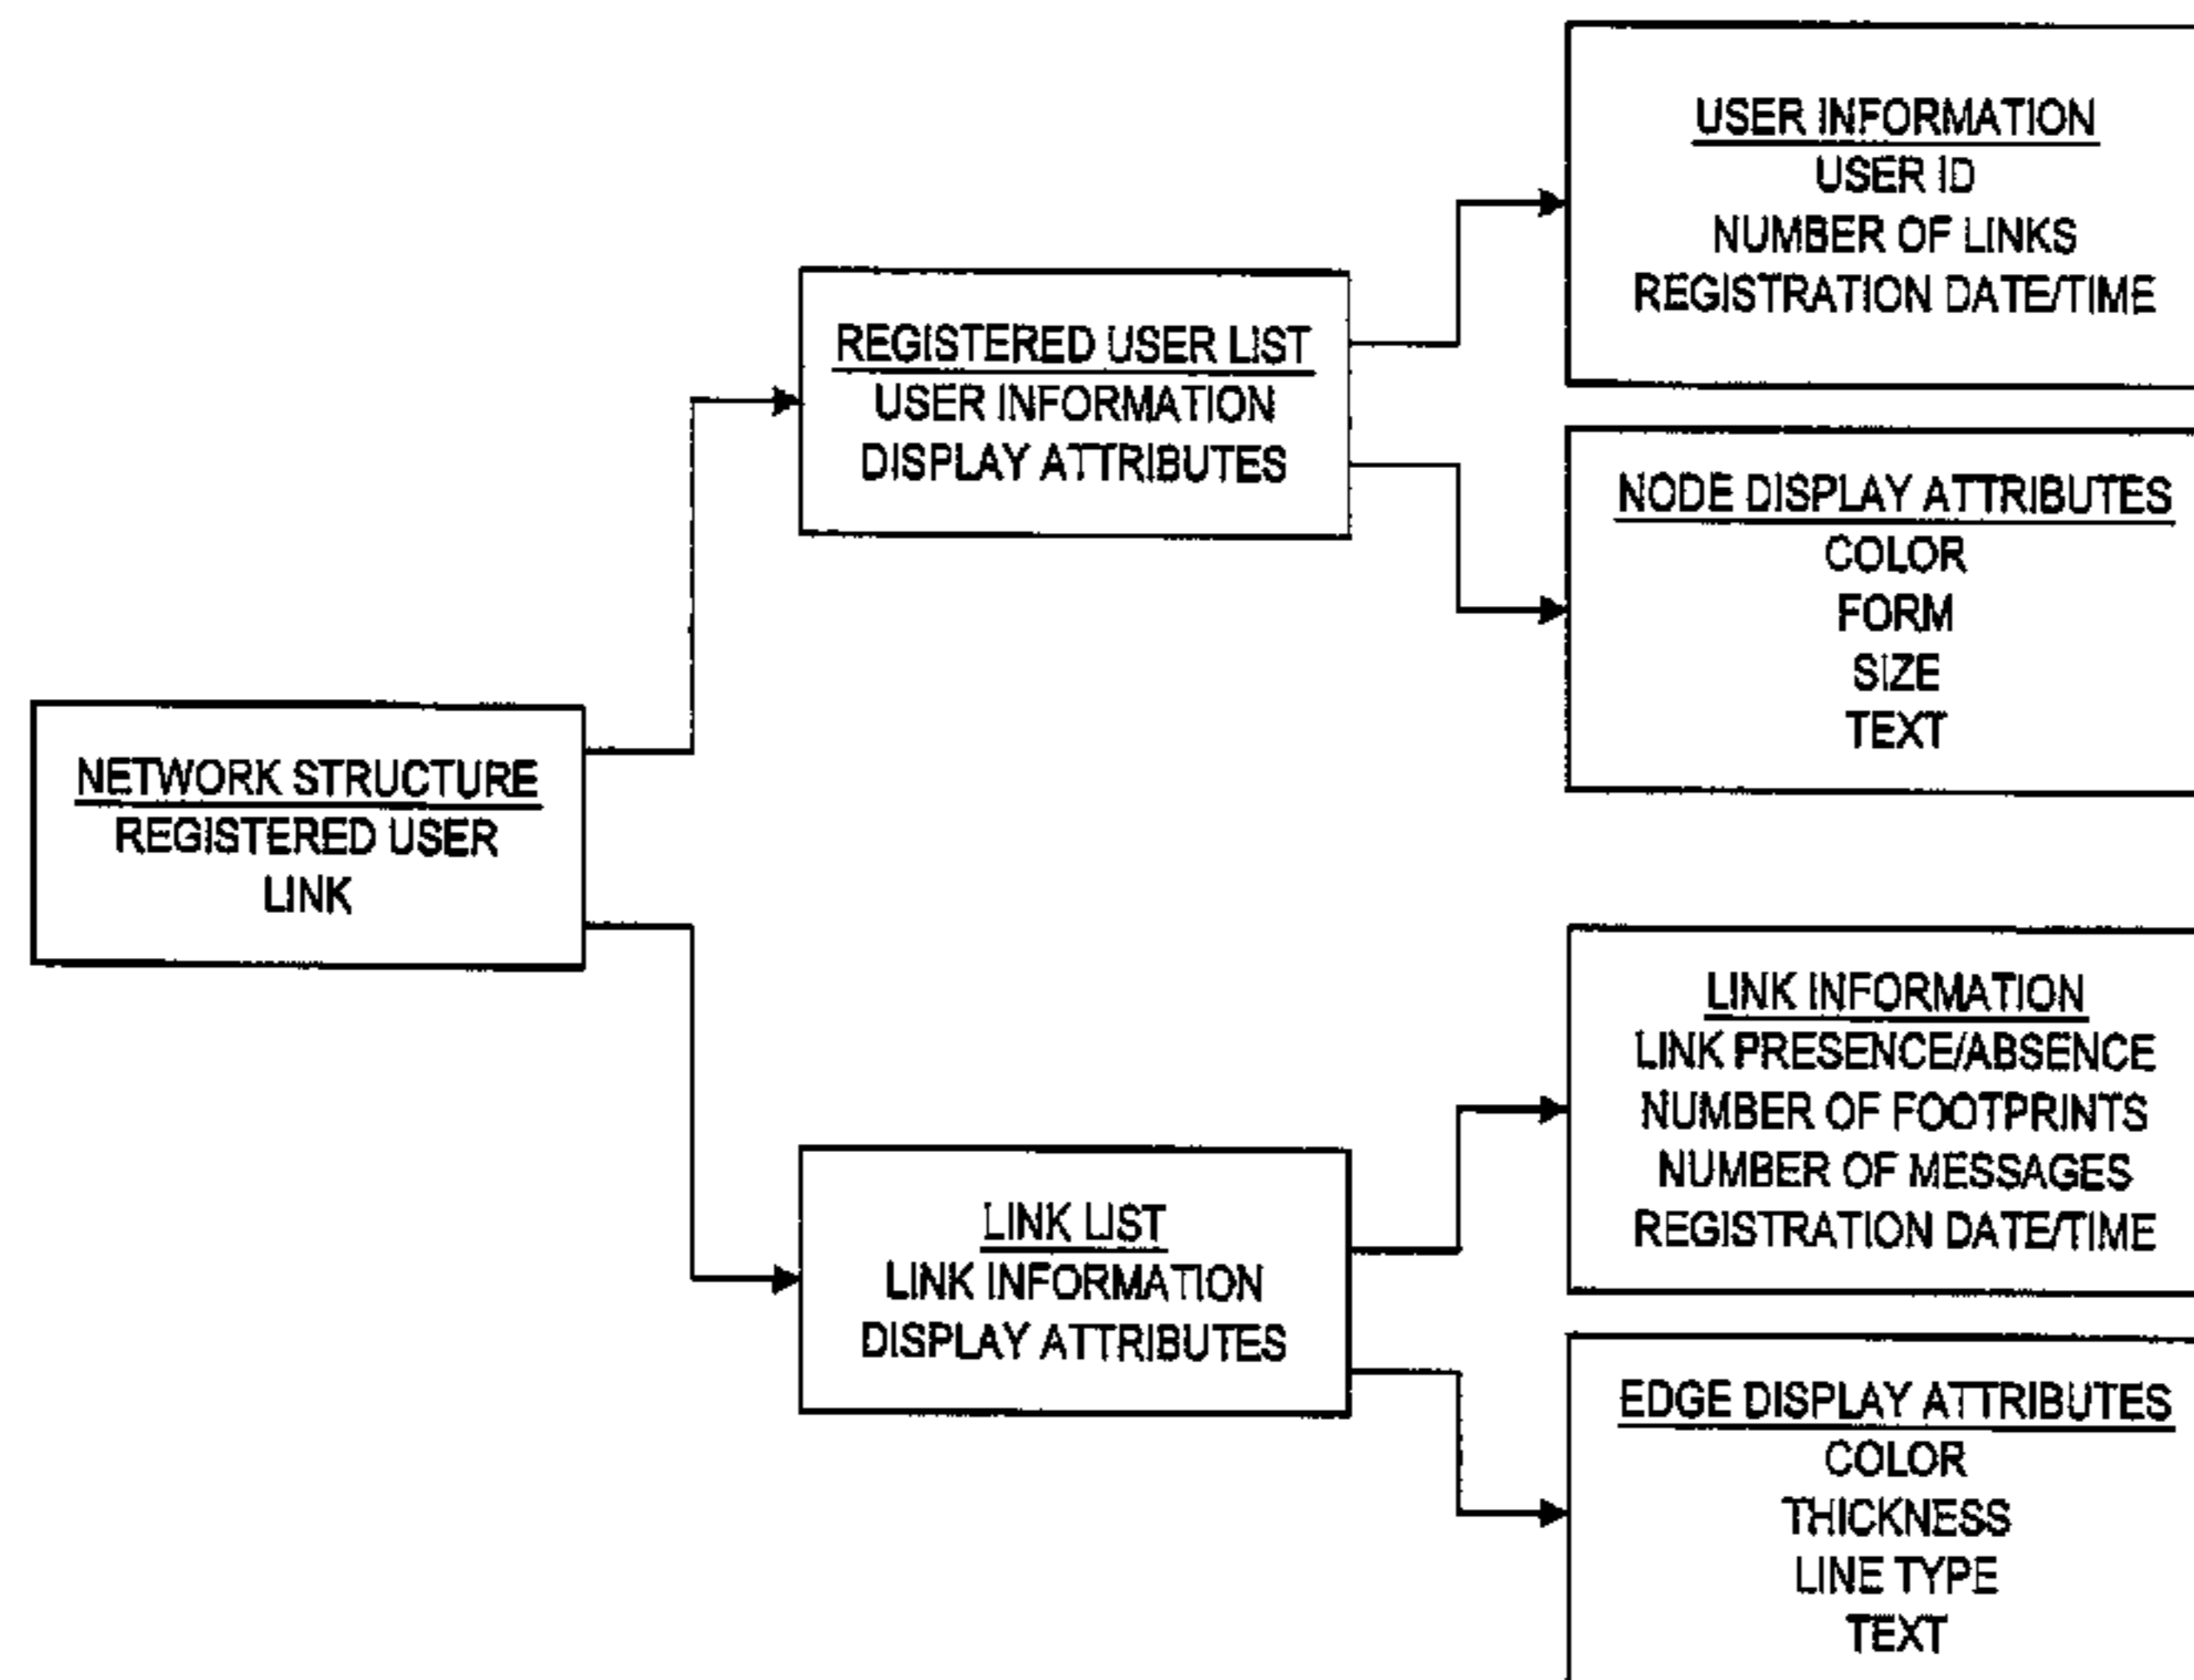 USER INFORMATION
USER ID
NUMBER OF LINKS
REGISTRATION DATE/TIME
REGISTERED USER LIST
USER INFORMATION
DISPLAY ATTRIBUTES
NODE DISPLAY ATTRIBUTES
COLOR
FORM
SIZE
TEXT
NETWORK STRUCTURE
REGISTERED USER
LINK
LINK INFORMATION
LINK PRESENCE/ABSENCE
NUMBER OF FOOTPRINTS
NUMBER OF MESSAGES
REGISTRATION DATE/TIME
LINK LIST
LINK INFORMATION
DISPLAY ATTRIBUTES
EDGE DISPLAY ATTRIBUTES
COLOR
THICKNESS
LINE TYPE
TEXT